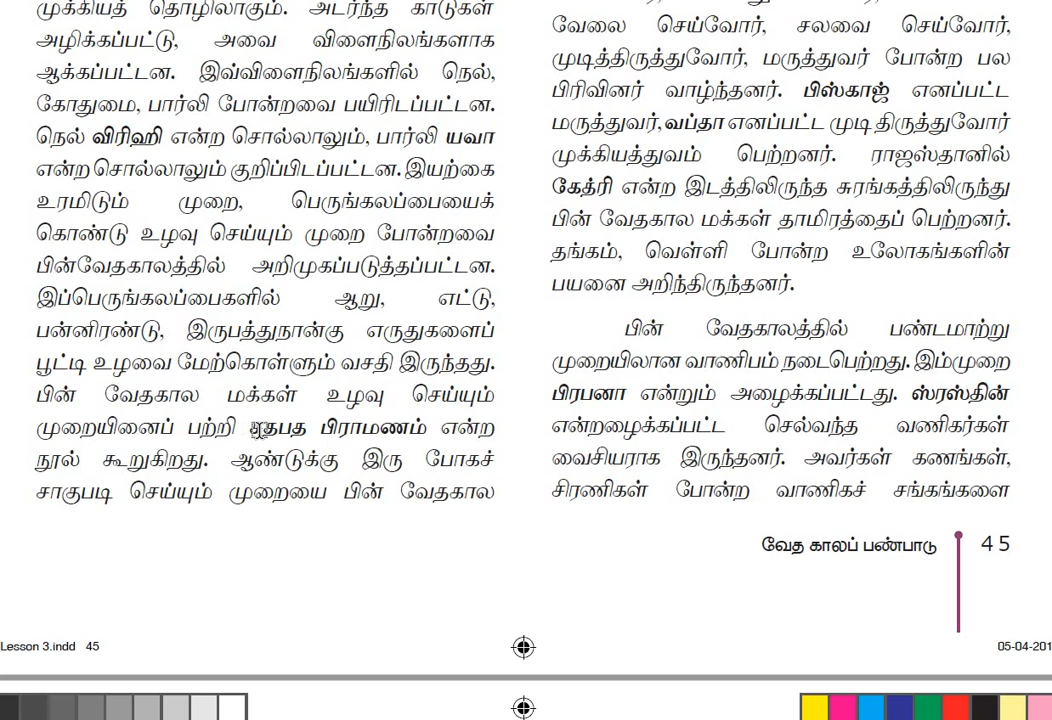 முக்கியத் தொழிலாகும். அடர்ந்த காடுகள்
அழிக்கப்பட்டு, அவை விளைநிலங்களாக
ஆக்கப்பட்டன. இவ்விளைநிலங்களில் நெல்,
கோதுமை, பார்லி போன்றவை பயிரிடப்பட்டன.
நெல் விரிஹி என்ற சொல்லாலும், பார்லி யவா
என்ற சொல்லாலும் குறிப்பிடப்பட்டன. இயற்கை
உரமிடும் முறை, பெருங்கலப்பையைக்
கொண்டு உழவு செய்யும் முறை போன்றவை
பின்வேதகாலத்தில் அறிமுகப்படுத்தப்பட்டன.
இப்பெருங்கலப்பைகளில் ஆறு, எட்டு,
பன்னிரண்டு, இருபத்துநான்கு எருதுகளைப்
பூட்டி உழவை மேற்கொள்ளும் வசதி இருந்தது.
பின் வேதகால மக்கள் உழவு செய்யும்
முறையினைப் பற்றி பிராமணம் என்ற
நூல் கூறுகிறது. ஆண்டுக்கு இரு போகச்
சாகுபடி செய்யும் முறையை பின் வேதகால
வேலை செய்வோர், சலவை செய்வோர்,
முடித்திருத்துவோர், மருத்துவர் போன்ற பல
பிரிவினர் வாழ்ந்தனர். பிஸ்காஜ் எனப்பட்ட
மருத்துவர், வப்தா எனப்பட்ட முடி திருத்துவோர்
முக்கியத்துவம் பெற்றனர். ராஜஸ்தானில்
கேத்ரி என்ற இடத்திலிருந்த சுரங்கத்திலிருந்து
பின் வேதகால மக்கள் தாமிரத்தைப் பெற்றனர்.
தங்கம், வெள்ளி போன்ற உலோகங்களின்
பயனை அறிந்திருந்தனர்.
பின் வேதகாலத்தில் பண்டமாற்று
முறையிலான வாணிபம் நடைபெற்றது. இம்முறை
பிரபனா என்றும் அழைக்கப்பட்டது. ஸ்ரஸ்தின்
என்றழைக்கப்பட்ட செல்வந்த வணிகர்கள்
வைசியராக இருந்தனர். அவர்கள் கணங்கள்,
சிரணிகள் போன்ற வாணிகச் சங்கங்களை
வேத காலப் பண்பாடு 45
Lesson 3.indd 45
05-04-201